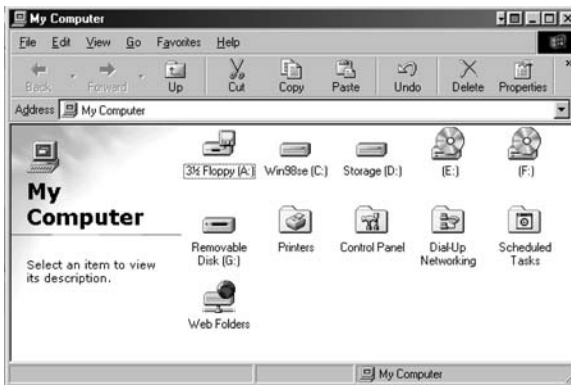 My Computer
File Edit View Go Favorites Help
Back Forward Up Cut Copy Paste Undo Delete Properties »
Address My Computer
My
Computer
Select an item to view
its description.
3½ Floppy (A:) Win98se (C:) Storage (D:) (E:) (F:)
Removable
Disk (G:)
Printers
Control Panel
Dial-Up
Networking
Scheduled
Tasks
Web Folders
My Computer